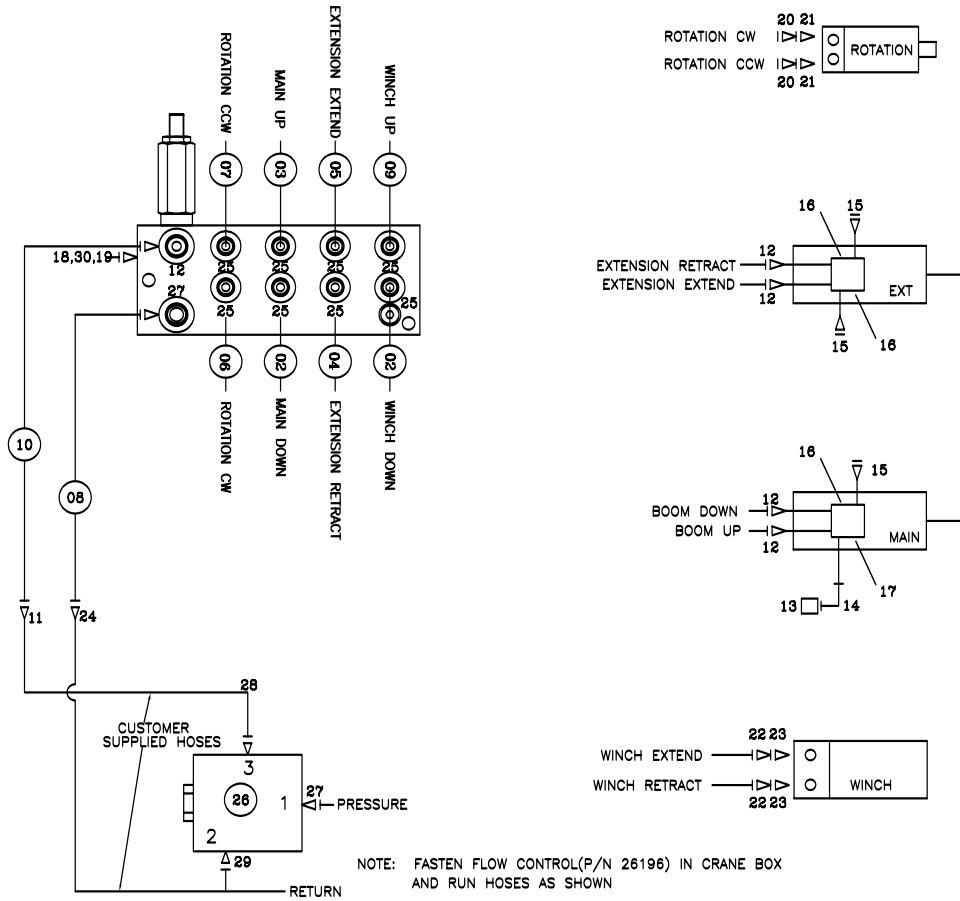 ROTATION CCW
MAIN UP
EXTENSION EXTEND
WINCH UP
07
03
05
09
18,30,19
12
25
25
25
25
27
25
25
25
25
06
02
04
02
ROTATION CW
MAIN DOWN
EXTENSION RETRACT
WINCH DOWN
10
08
11
24
CUSTOMER
SUPPLIED HOSES
28
3
26
1
27
PRESSURE
2
29
RETURN
NOTE: FASTEN FLOW CONTROL(P/N 26196) IN CRANE BOX
AND RUN HOSES AS SHOWN
20 21
ROTATION CW
ROTATION
ROTATION CCW
20 21
16
15
12
EXTENSION RETRACT
EXTENSION EXTEND
12
EXT
15
16
16
15
12
BOOM DOWN
BOOM UP
12
MAIN
17
13
14
22 23
WINCH EXTEND
WINCH RETRACT
WINCH
22 23